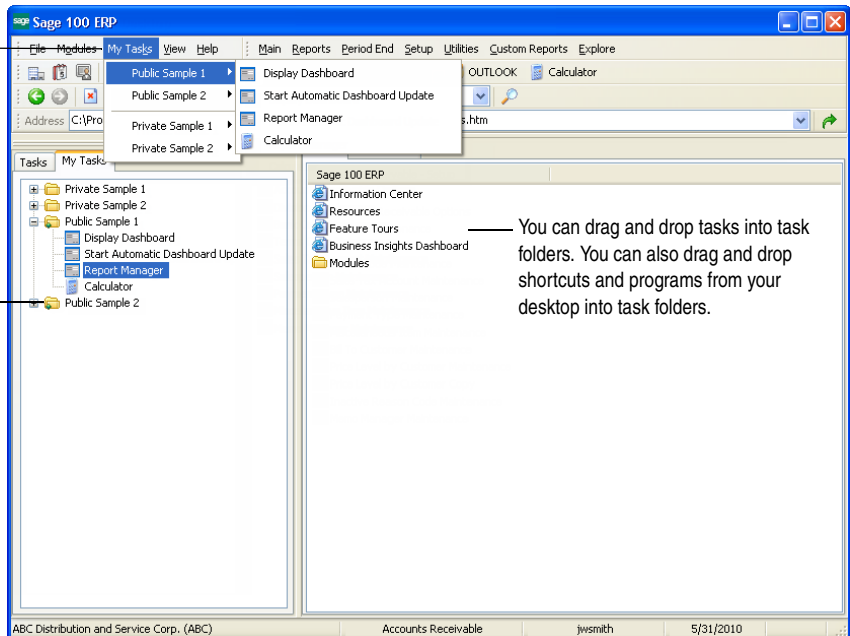 sage Sage 100 ERP
File Modules My Tasks View Help Main Reports Period End Setup Utilities Custom Reports Explore
Public Sample 1
Public Sample 2
Private Sample 1
Private Sample 2
Display Dashboard
Start Automatic Dashboard Update
Report Manager
Calculator
OUTLOOK Calculator
Address C:\Pro s.htm
Tasks My Tasks
Private Sample 1
Private Sample 2
Public Sample 1
Display Dashboard
Start Automatic Dashboard Update
Report Manager
Calculator
Public Sample 2
Sage 100 ERP
Information Center
Resources
Feature Tours
Business Insights Dashboard
Modules
You can drag and drop tasks into task
folders. You can also drag and drop
shortcuts and programs from your
desktop into task folders.
ABC Distribution and Service Corp. (ABC) Accounts Receivable jwsmith 5/31/2010